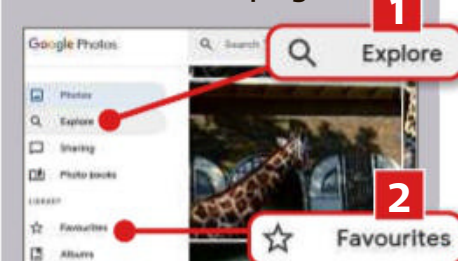 1
Google Photos
Search
Explore
Photos
Explore
Sharing
Photo books
LIBRARY
2
Favourites
Favourites
Albums